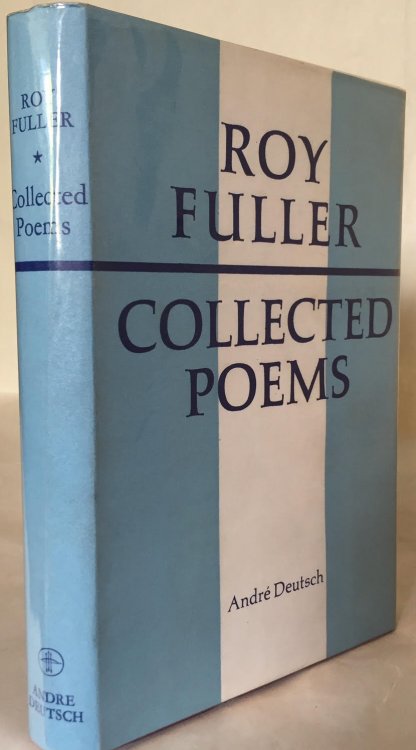 ROY
FULLER
★
Collected
Poems
ANDRE
DEUTSCH
ROY
FULLER
COLLECTED
POEMS
André Deutsch